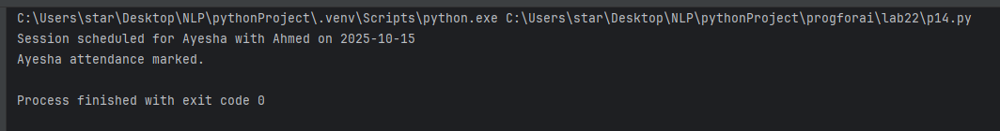 C:\Users\star\Desktop\NLP\pythonProject\.venv\Scripts\python.exe C:\Users\star\Desktop\NLP\pythonProject\progforai\lab22\p14.py
Session scheduled for Ayesha with Ahmed on 2025-10-15
Ayesha attendance marked.
Process finished with exit code 0